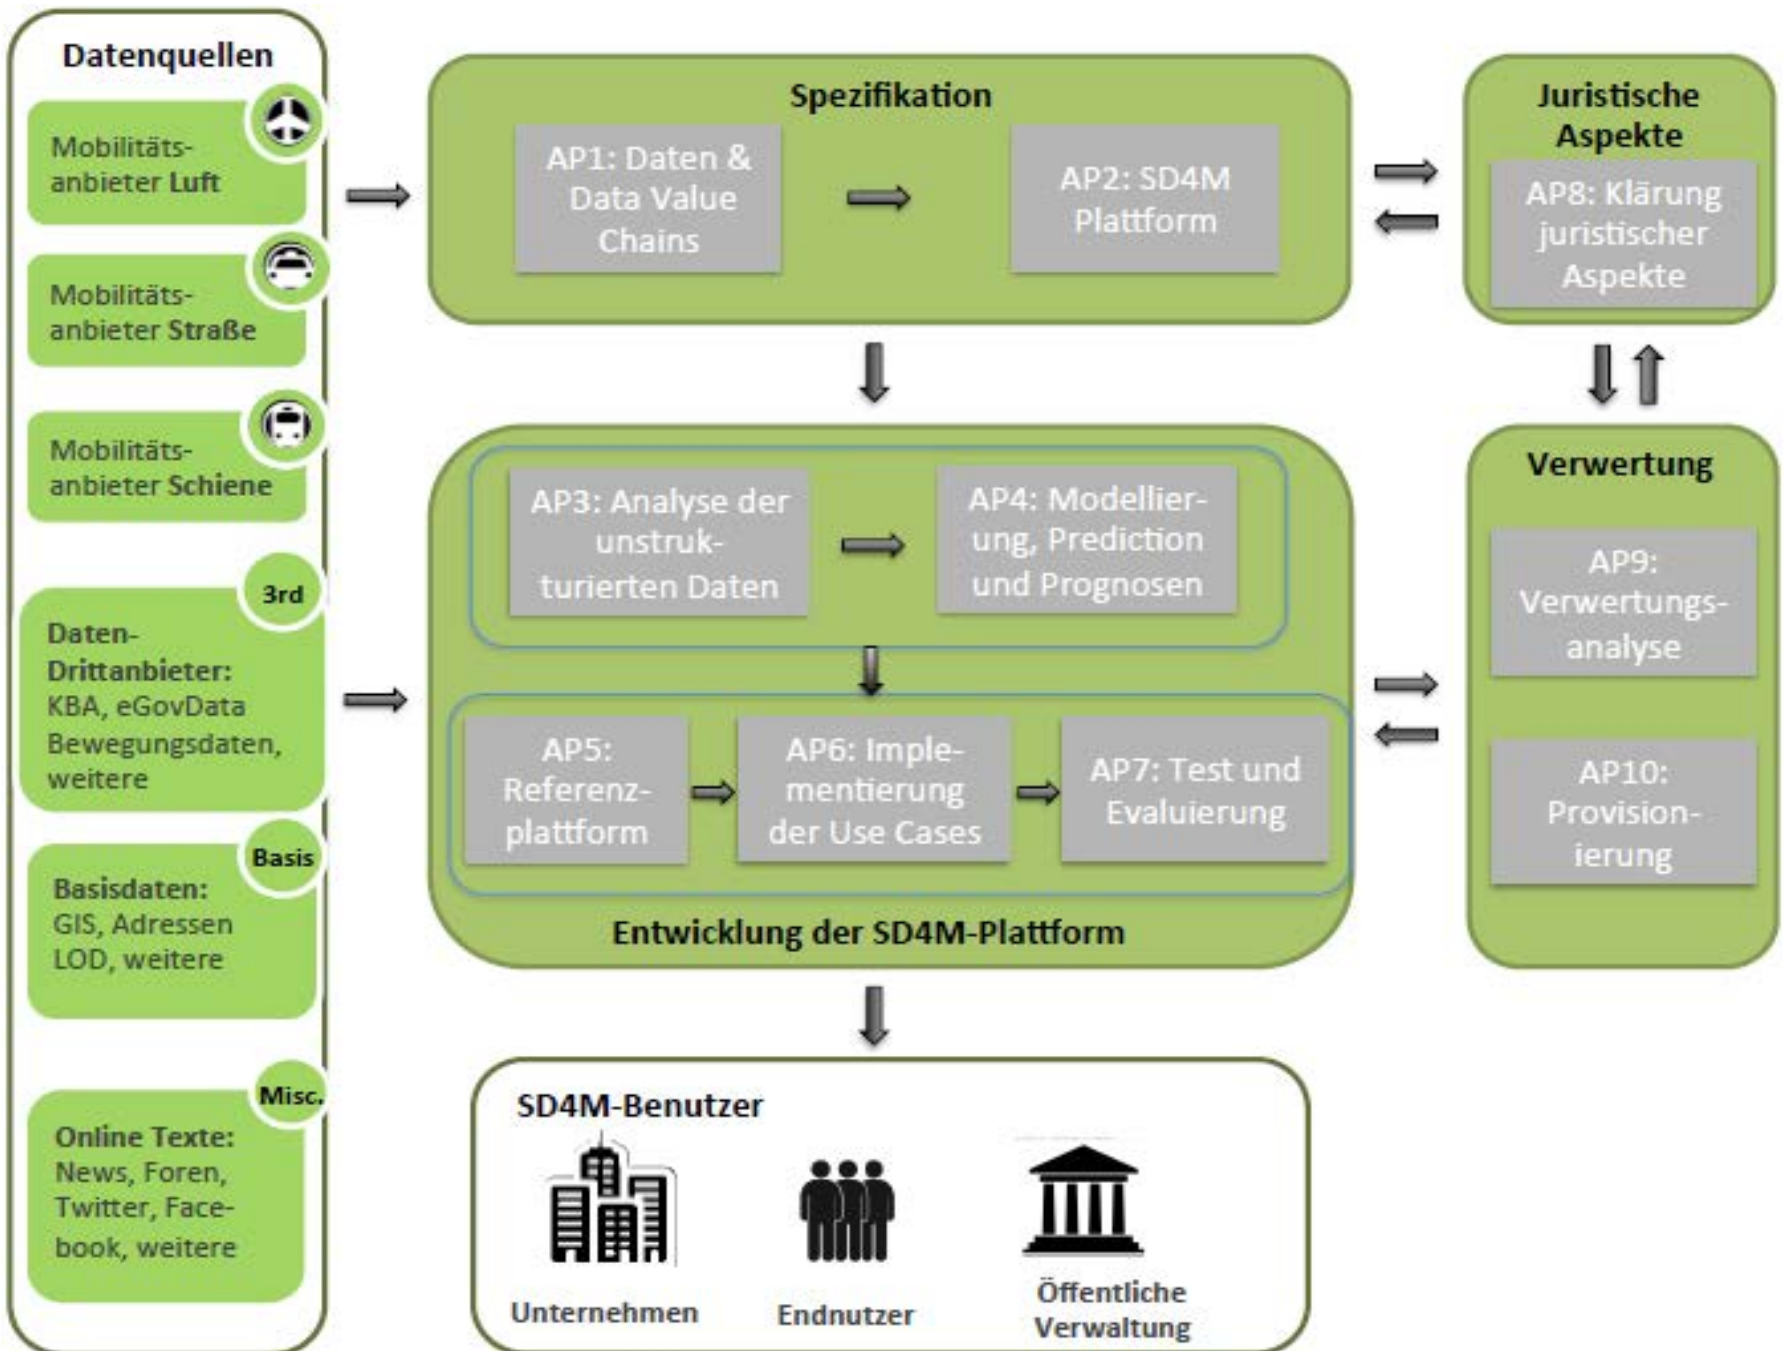 Datenquellen
Mobilitäts-
anbieter Luft
Mobilitäts-
anbieter Straße
Mobilitäts-
anbieter Schiene
3rd
Daten-
Drittanbieter:
KBA, eGovData
Bewegungsdaten,
weitere
Basis
Basisdaten:
GIS, Adressen
LOD, weitere
Misc.
Online Texte:
News, Foren,
Twitter, Face-
book, weitere
Spezifikation
AP1: Daten &
Data Value
Chains
AP2: SD4M
Plattform
Juristische
Aspekte
AP8: Klärung
juristischer
Aspekte
AP3: Analyse der
unstruk-
turierten Daten
AP4: Modellier-
ung, Prediction
und Prognosen
AP5:
Referenz-
plattform
AP6: Imple-
mentierung
der Use Cases
AP7: Test und
Evaluierung
Entwicklung der SD4M-Plattform
Verwertung
AP9:
Verwertungs-
analyse
AP10:
Provision-
ierung
SD4M-Benutzer
Unternehmen
Endnutzer
Öffentliche
Verwaltung